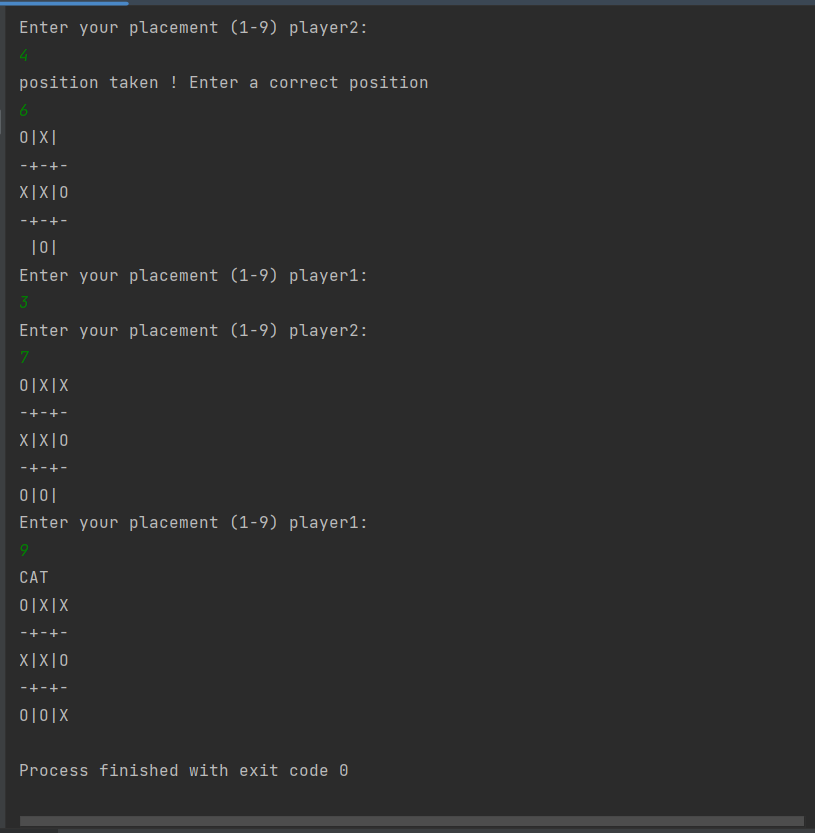 Enter your placement (1-9) player2:
4
position taken ! Enter a correct position
6
O|X|
-+-+-
X|X|O
-+-+-
 |O|
Enter your placement (1-9) player1:
3
Enter your placement (1-9) player2:
7
O|X|X
-+-+-
X|X|O
-+-+-
O|O|
Enter your placement (1-9) player1:
9
CAT
O|X|X
-+-+-
X|X|O
-+-+-
O|O|X
Process finished with exit code 0